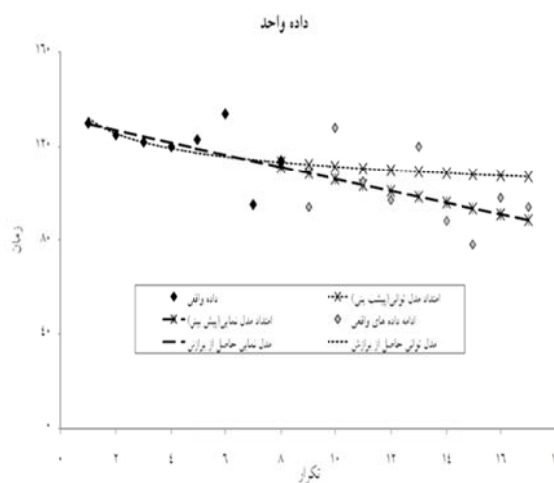 داده واحد
۱۶۰
۱۲۰
۸۰
۴۰
۰
زمان
امتداد مدل توانی(پیشب ینی) داده واقعی
ادامه داده های واقعی امتداد مدل نمایی(پیش بینی)
مدل توانی حاصل از برازش مدل نمایی حاصل از برازش
۰ ۲ ۴ ۶ ۸ ۱۰ ۱۲ ۱۴ ۱۶
تکرار